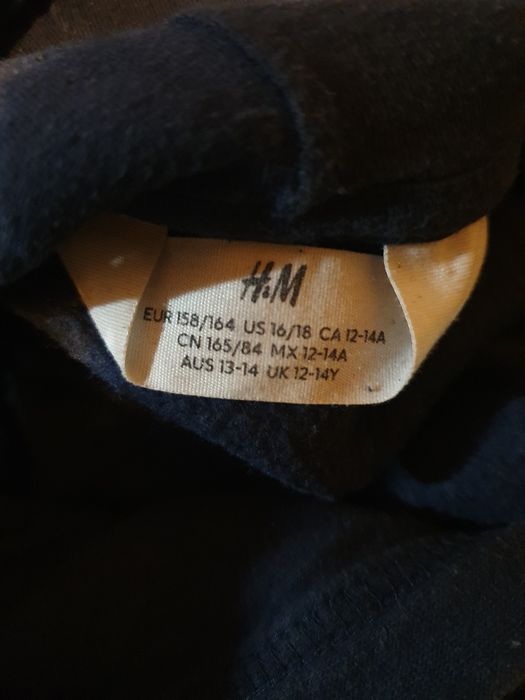 H&M
EUR 158/164 US 16/18 CA 12-14A
CN 165/84 MX 12-14A
AUS 13-14 UK 12-14Y